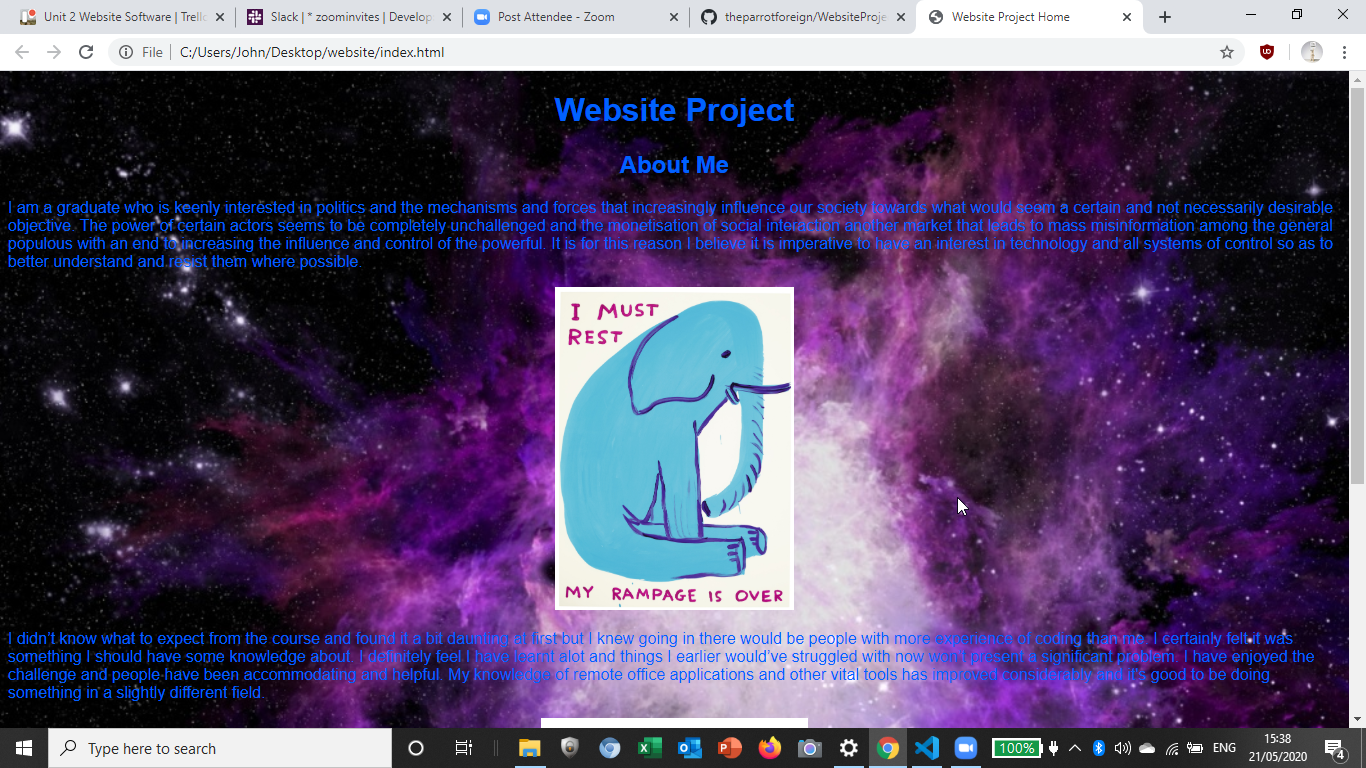 Unit 2 Website Software | Trello
Slack | * zoominvites | Develop
Post Attendee - Zoom
theparrotforeign/WebsiteProje
Website Project Home
File
C:/Users/John/Desktop/website/index.html
Website Project
About Me
I am a graduate who is keenly interested in politics and the mechanisms and forces that increasingly influence our society towards what would seem a certain and not necessarily desirable
objective. The power of certain actors seems to be completely unchallenged and the monetisation of social interaction another market that leads to mass misinformation among the general
populous with an end to increasing the influence and control of the powerful. It is for this reason I believe it is imperative to have an interest in technology and all systems of control so as to
better understand and resist them where possible.
I MUST
REST
MY RAMPAGE IS OVER
I didn't know what to expect from the course and found it a bit daunting at first but I knew going in there would be people with more experience of coding than me. I certainly felt it was
something I should have some knowledge about. I definitely feel I have learnt alot and things I earlier would've struggled with now won't present a significant problem. I have enjoyed the
challenge and people have been accommodating and helpful. My knowledge of remote office applications and other vital tools has improved considerably and it's good to be doing
something in a slightly different field.
Type here to search
100%
ENG
15:38
21/05/2020
4